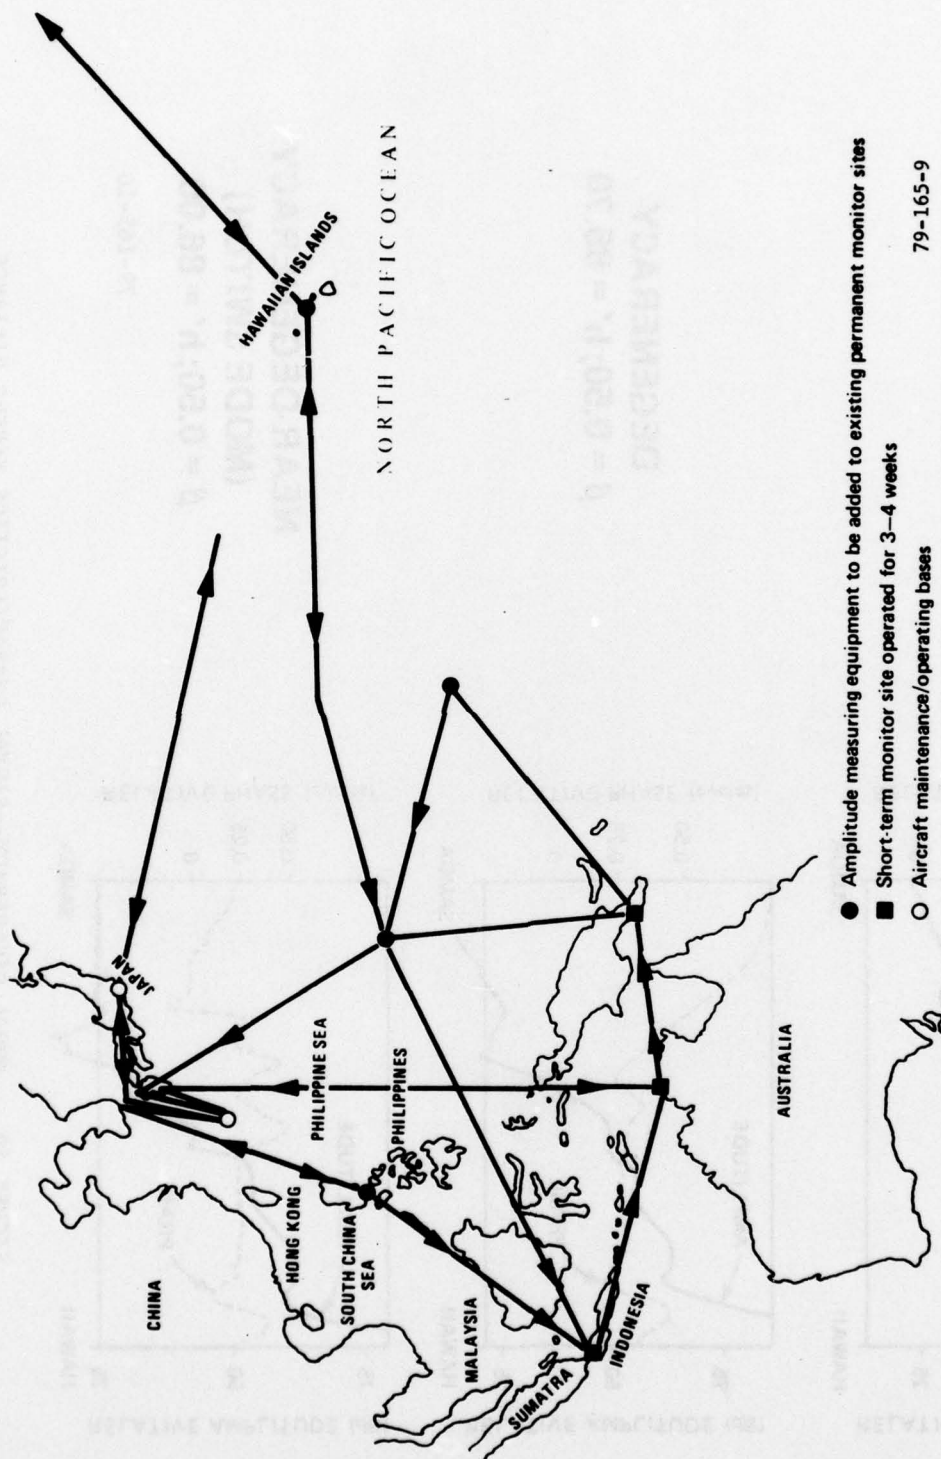 JAPAN
CHINA
HAWAIIAN ISLANDS
HONG KONG
PHILIPPINE SEA
SOUTH CHINA
SEA
NORTH PACIFIC OCEAN
PHILIPPINES
MALAYSIA
SUMATRA
INDONESIA
AUSTRALIA
Amplitude measuring equipment to be added to existing permanent monitor sites
Short-term monitor site operated for 3–4 weeks
Aircraft maintenance/operating bases
79-165-9